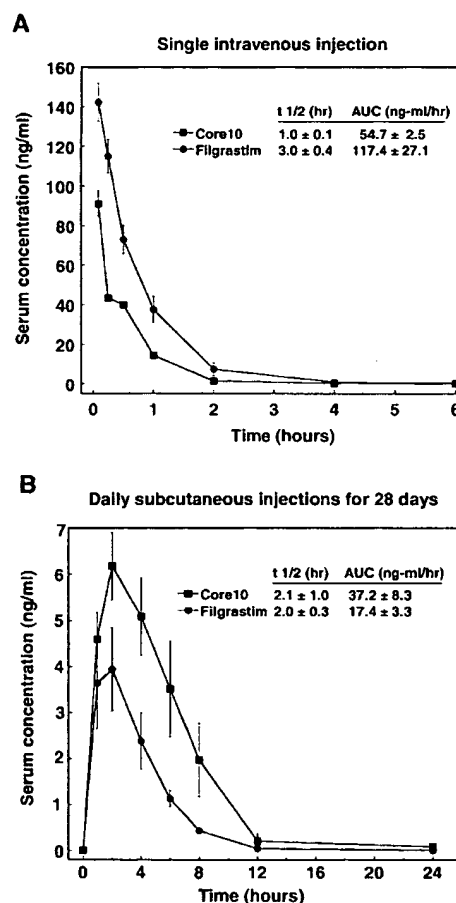 A
Single intravenous injection
160
140
120
100
80
60
40
20
0
Serum concentration (ng/ml)
t 1/2 (hr) AUC (ng-ml/hr)
Core10 1.0 ± 0.1 54.7 ± 2.5
Filgrastim 3.0 ± 0.4 117.4 ± 27.1
0 1 2 3 4 5 6
Time (hours)
B
Daily subcutaneous injections for 28 days
7
6
5
4
3
2
1
0
Serum concentration (ng/ml)
t 1/2 (hr) AUC (ng-ml/hr)
Core10 2.1 ± 1.0 37.2 ± 8.3
Filgrastim 2.0 ± 0.3 17.4 ± 3.3
0 4 8 12 16 20 24
Time (hours)